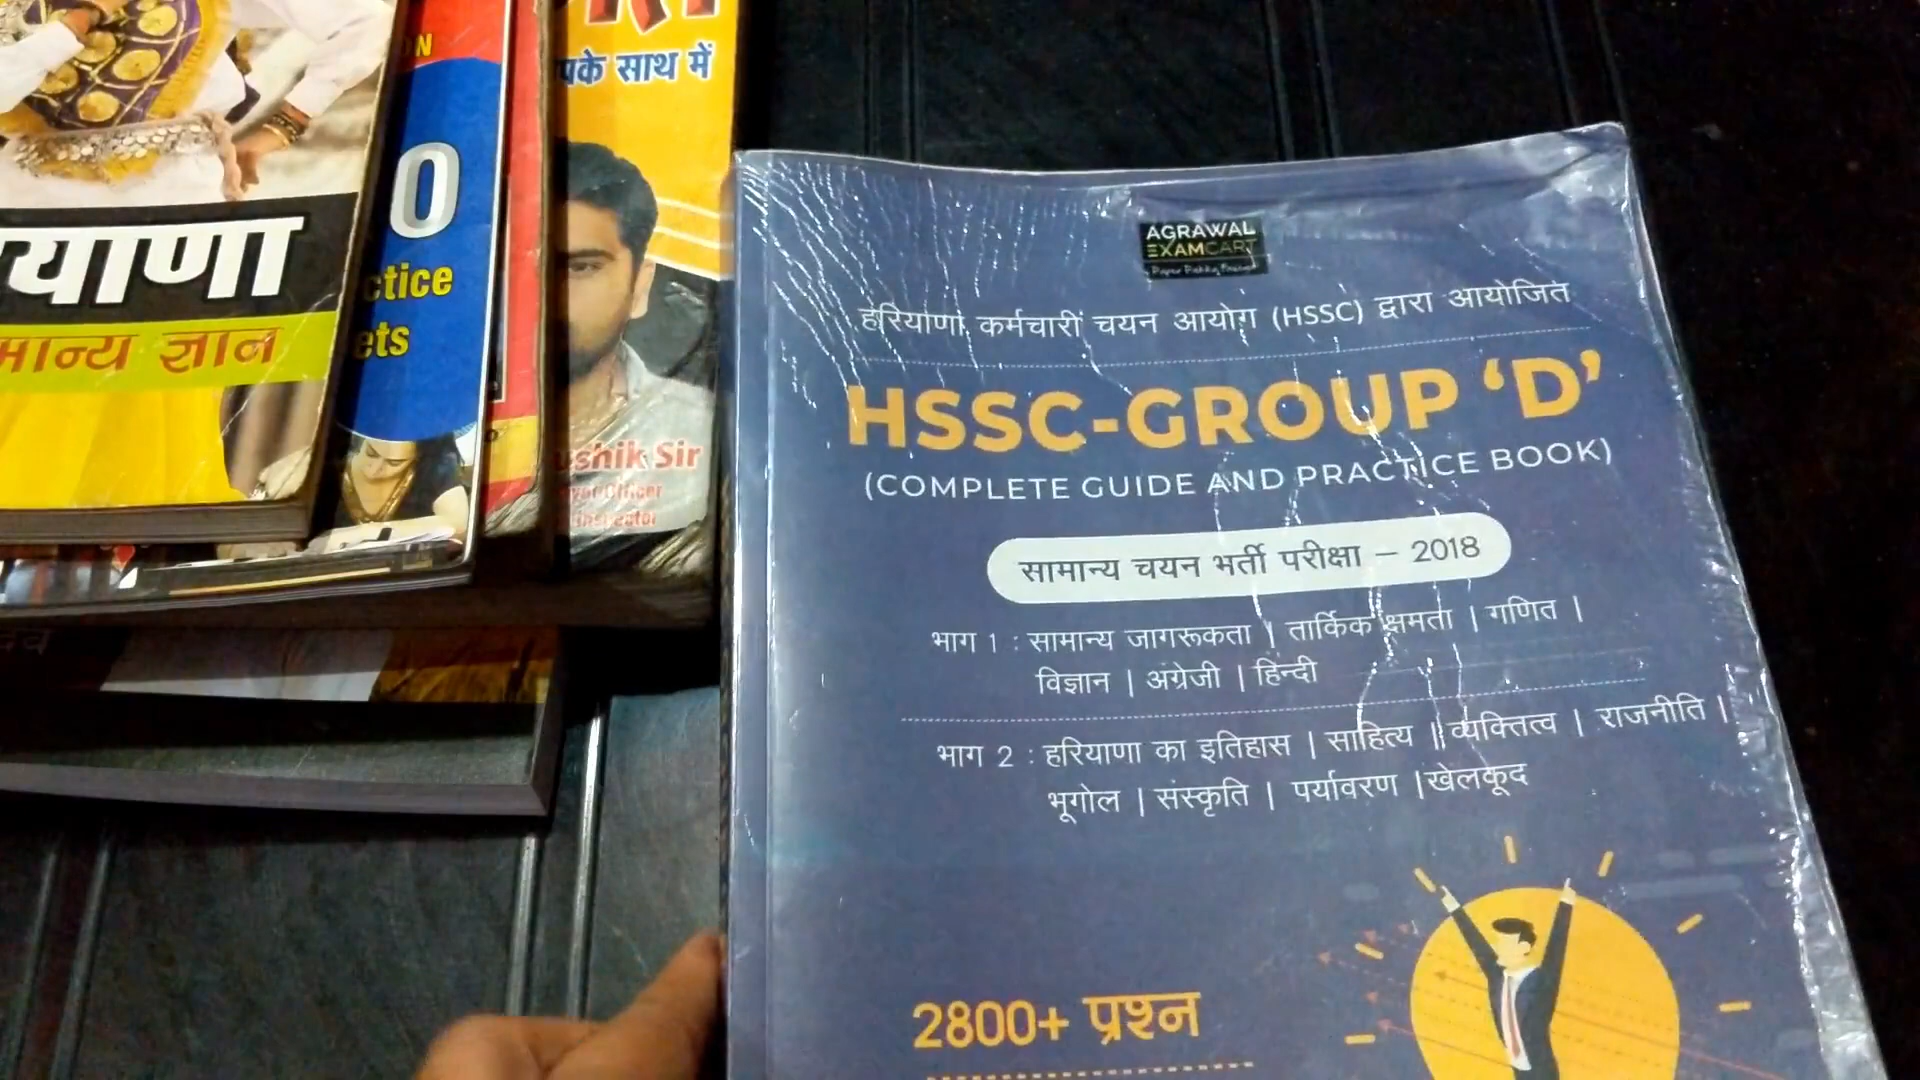 साथ में
0
ctice
ets
याणा
मान्य ज्ञान
shik Sir
AGRAWAL
EXAMCART
हरियाणा कर्मचारी चयन आयोग (HSSC) द्वारा आयोजित
HSSC-GROUP ‘D’
(COMPLETE GUIDE AND PRACTICE BOOK)
सामान्य चयन भर्ती परीक्षा – 2018
भाग 1 : सामान्य जागरूकता | तार्किक क्षमता | गणित |
विज्ञान | अंग्रेजी | हिन्दी
भाग 2 : हरियाणा का इतिहास | साहित्य | व्यक्तित्व | राजनीति |
भूगोल | संस्कृति | पर्यावरण | खेलकूद
2800+ प्रश्न